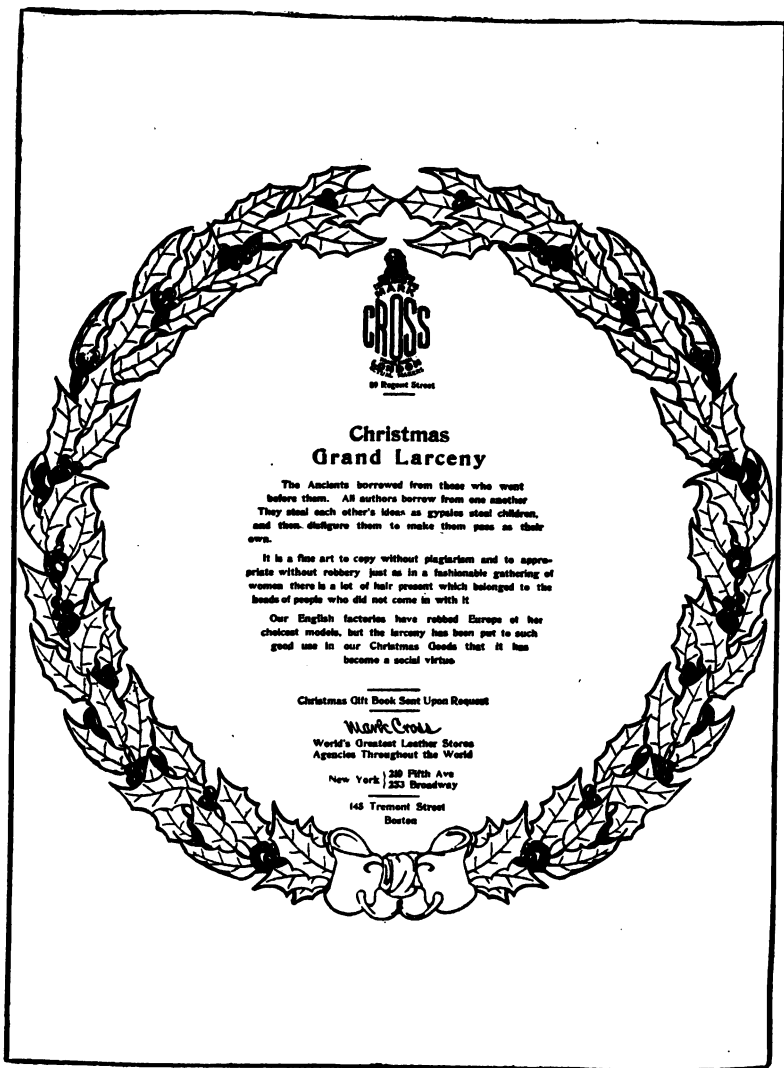 MARK
CROSS
LONDON
89 Regent Street
Christmas
Grand Larceny
The Ancients borrowed from those who went
before them. All authors borrow from one another
They steal each other's ideas as gypsies steal children,
and then disfigure them to make them pass as their
own.
It is a fine art to copy without plagiarism and to appro-
priate without robbery just as in a fashionable gathering of
women there is a lot of hair present which belonged to the
heads of people who did not come in with it
Our English factories have robbed Europe of her
choicest models, but the larceny has been put to such
good use in our Christmas Goods that it has
become a social virtue
Christmas Gift Book Sent Upon Request
Mark Cross
World's Greatest Leather Stores
Agencies Throughout the World
New York } 210 Fifth Ave
253 Broadway
145 Tremont Street
Boston